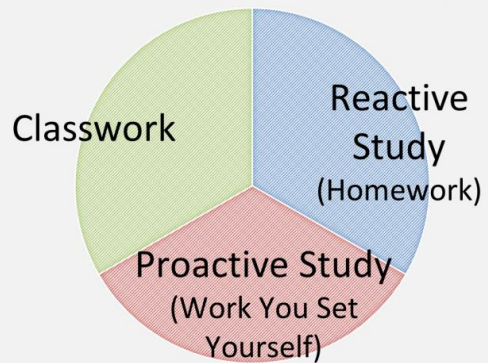 Classwork
Reactive
Study
(Homework)
Proactive Study
(Work You Set
Yourself)